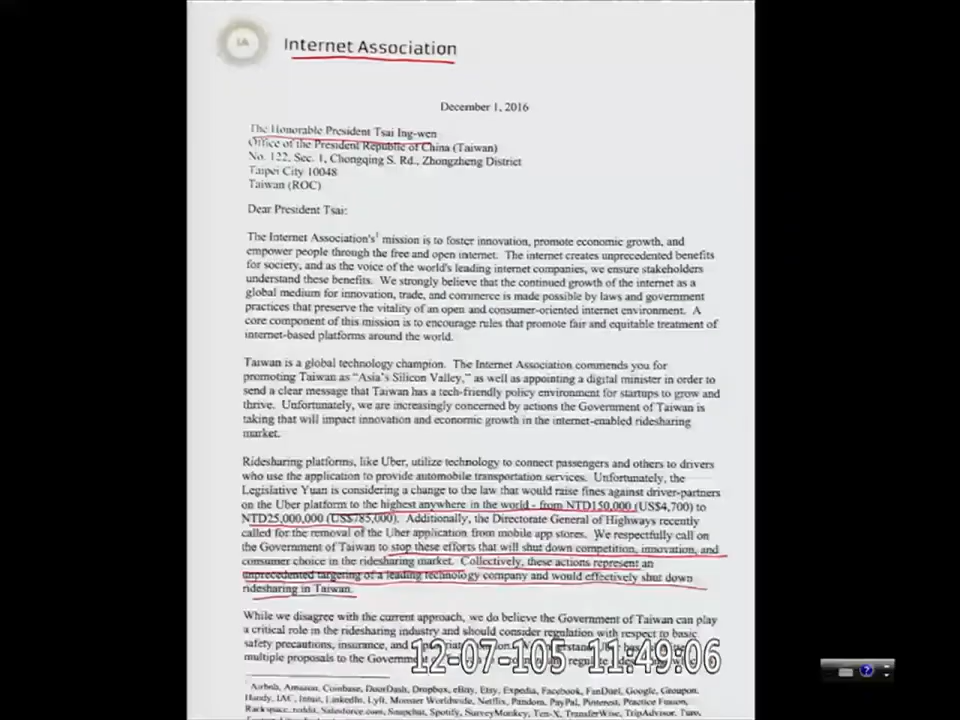 IA
Internet Association
December 1, 2016
The Honorable President Tsai Ing-wen
Office of the President Republic of China (Taiwan)
No. 122, Sec. 1, Chongqing S. Rd., Zhongzheng District
Taipei City 10048
Taiwan (ROC)
Dear President Tsai:
The Internet Association's1 mission is to foster innovation, promote economic growth, and
empower people through the free and open internet. The internet creates unprecedented benefits
for society, and as the voice of the world's leading internet companies, we ensure stakeholders
understand these benefits. We strongly believe that the continued growth of the internet as a
global medium for innovation, trade, and commerce is made possible by laws and government
practices that preserve the vitality of an open and consumer-oriented internet environment. A
core component of this mission is to encourage rules that promote fair and equitable treatment of
internet-based platforms around the world.
Taiwan is a global technology champion. The Internet Association commends you for
promoting Taiwan as "Asia's Silicon Valley," as well as appointing a digital minister in order to
send a clear message that Taiwan has a tech-friendly policy environment for startups to grow and
thrive. Unfortunately, we are increasingly concerned by actions the Government of Taiwan is
taking that will impact innovation and economic growth in the internet-enabled ridesharing
market.
Ridesharing platforms, like Uber, utilize technology to connect passengers and others to drivers
who use the application to provide automobile transportation services. Unfortunately, the
Legislative Yuan is considering a change to the law that would raise fines against driver-partners
on the Uber platform to the highest anywhere in the world - from NTD150,000 (US$4,700) to
NTD25,000,000 (US$785,000). Additionally, the Directorate General of Highways recently
called for the removal of the Uber application from mobile app stores. We respectfully call on
the Government of Taiwan to stop these efforts that will shut down competition, innovation, and
consumer choice in the ridesharing market. Collectively, these actions represent an
unprecedented targeting of a leading technology company and would effectively shut down
ridesharing in Taiwan.
While we disagree with the current approach, we do believe the Government of Taiwan can play
a critical role in the ridesharing industry and should consider regulation with respect to basic
safety precautions, insurance, and
multiple proposals to the Governme
12-07-105 11:49:06
Airbnb, Amazon, Coinbase, DoorDash, Dropbox, eBay, Etsy, Expedia, Facebook, FanDuel, Google, Groupon,
Handy, IAC, Intuit, LinkedIn, Lyft, Monster Worldwide, Netflix, Pandora, PayPal, Pinterest, Practice Fusion,
Rackspace, reddit, Salesforce.com, Snapchat, Spotify, SurveyMonkey, Ten-X, TransferWise, TripAdvisor, Turo,